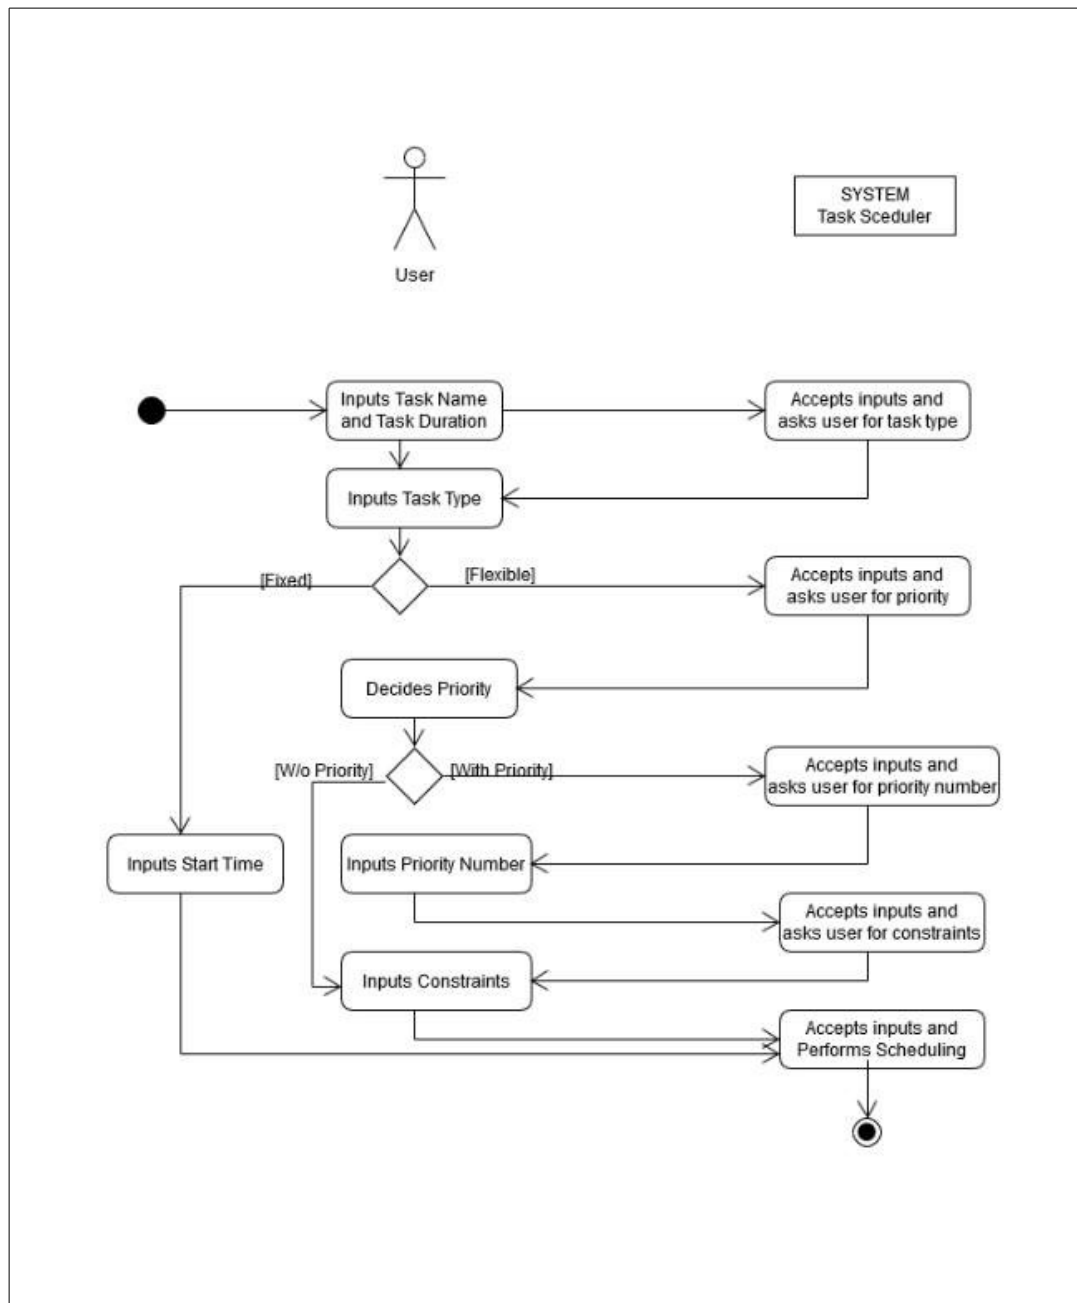 SYSTEM
Task Sceduler
User
Inputs Task Name
and Task Duration
Accepts inputs and
asks user for task type
Inputs Task Type
[Fixed]
[Flexible]
Accepts inputs and
asks user for priority
Decides Priority
[W/o Priority]
[With Priority]
Accepts inputs and
asks user for priority number
Inputs Start Time
Inputs Priority Number
Accepts inputs and
asks user for constraints
Inputs Constraints
Accepts inputs and
Performs Scheduling